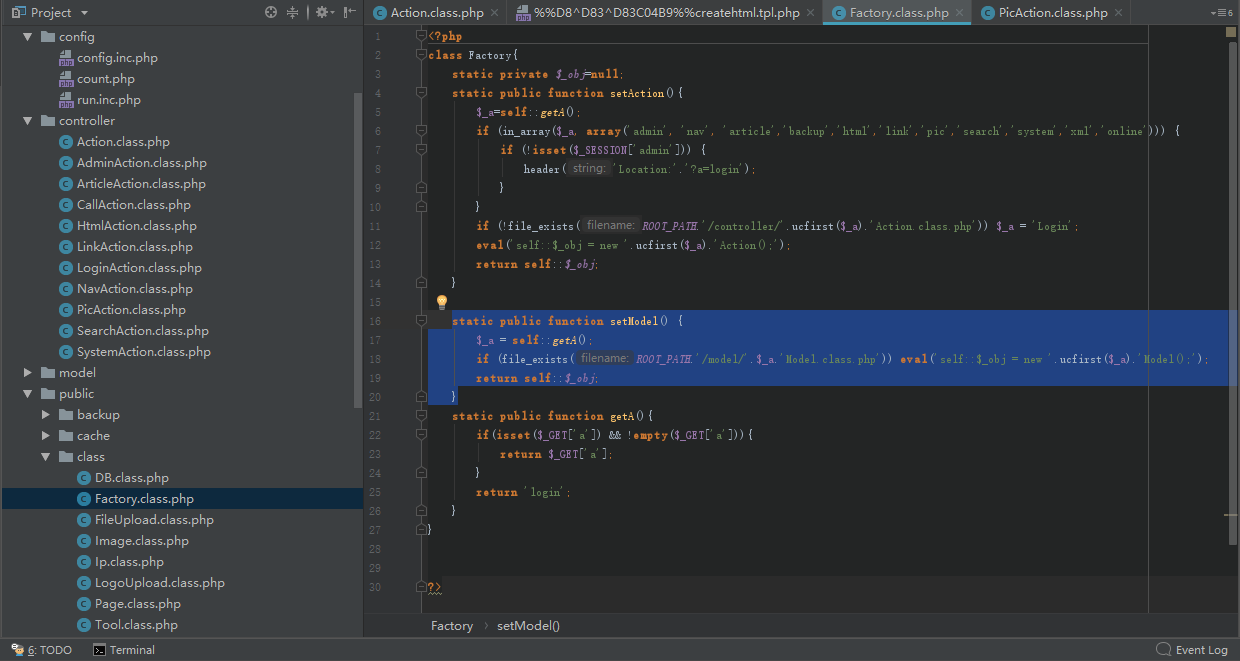 Project
Action.class.php
%%D8^D83^D83C04B9%%createhtml.tpl.php
Factory.class.php
PicAction.class.php
6
config
config.inc.php
count.php
run.inc.php
controller
Action.class.php
AdminAction.class.php
ArticleAction.class.php
CallAction.class.php
HtmlAction.class.php
LinkAction.class.php
LoginAction.class.php
NavAction.class.php
PicAction.class.php
SearchAction.class.php
SystemAction.class.php
model
public
backup
cache
class
DB.class.php
Factory.class.php
FileUpload.class.php
Image.class.php
Ip.class.php
LogoUpload.class.php
Page.class.php
Tool.class.php
1 <?php
2 class Factory{
3 static private $_obj=null;
4 static public function setAction(){
5 $_a=self::getA();
6 if (in_array($_a, array('admin', 'nav', 'article','backup','html','link','pic','search','system','xml','online'))) {
7 if (!isset($_SESSION['admin'])) {
8 header( string: 'Location:'.'?a=login');
9 }
10 }
11 if (!file_exists( filename: ROOT_PATH.'/controller/'.ucfirst($_a).'Action.class.php')) $_a = 'Login';
12 eval('self::$_obj = new '.ucfirst($_a).'Action();');
13 return self::$_obj;
14 }
15
16 static public function setModel() {
17 $_a = self::getA();
18 if (file_exists( filename: ROOT_PATH.'/model/'.$_a.'Model.class.php')) eval('self::$_obj = new '.ucfirst($_a).'Model();');
19 return self::$_obj;
20 }
21 static public function getA(){
22 if(isset($_GET['a']) && !empty($_GET['a'])){
23 return $_GET['a'];
24 }
25 return 'login';
26 }
27 }
28
29
30 ?>
Factory › setModel()
6: TODO
Terminal
Event Log